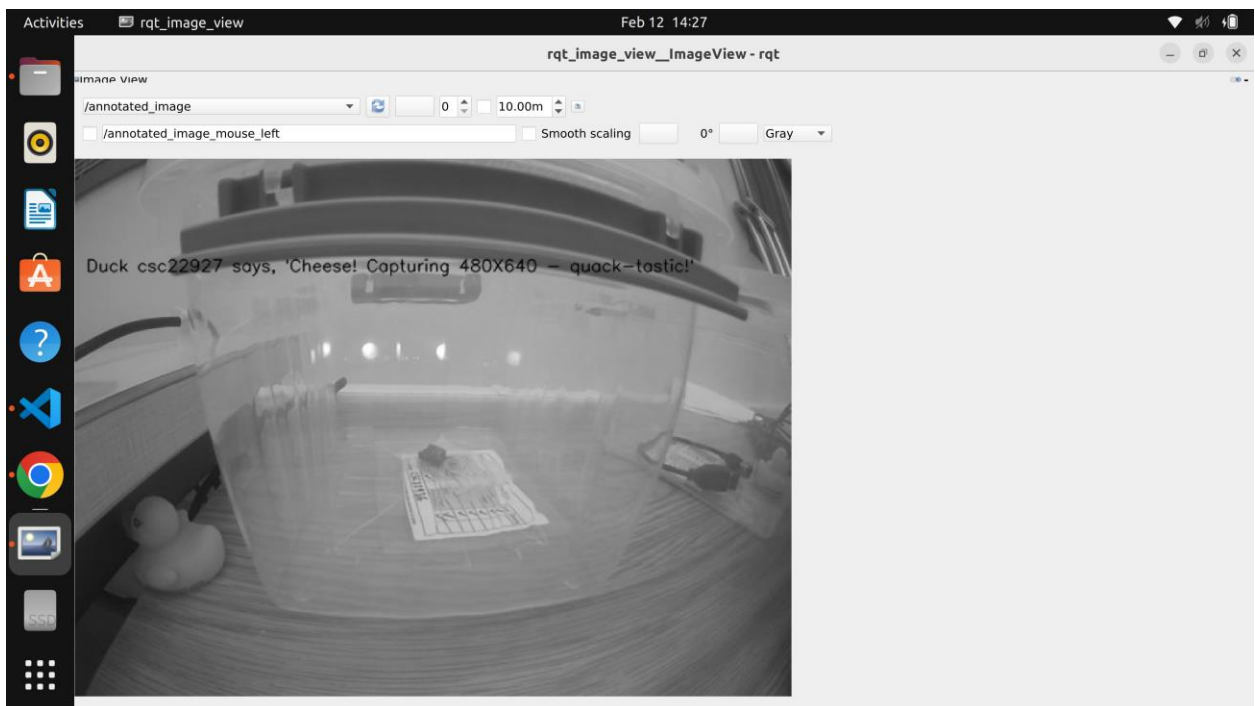 Activities
rqt_image_view
Feb 12 14:27
rqt_image_view__ImageView - rqt
Image View
/annotated_image
0
10.00m
/annotated_image_mouse_left
Smooth scaling
0°
Gray
Duck csc22927 says, 'Cheese! Capturing 480X640 – quack-tastic!'
SSD